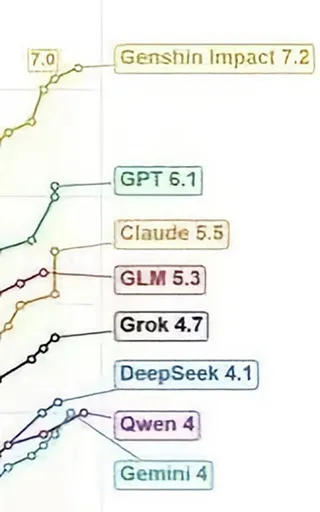 7.0
Genshin Impact 7.2
GPT 6.1
Claude 5.5
GLM 5.3
Grok 4.7
DeepSeek 4.1
Qwen 4
Gemini 4